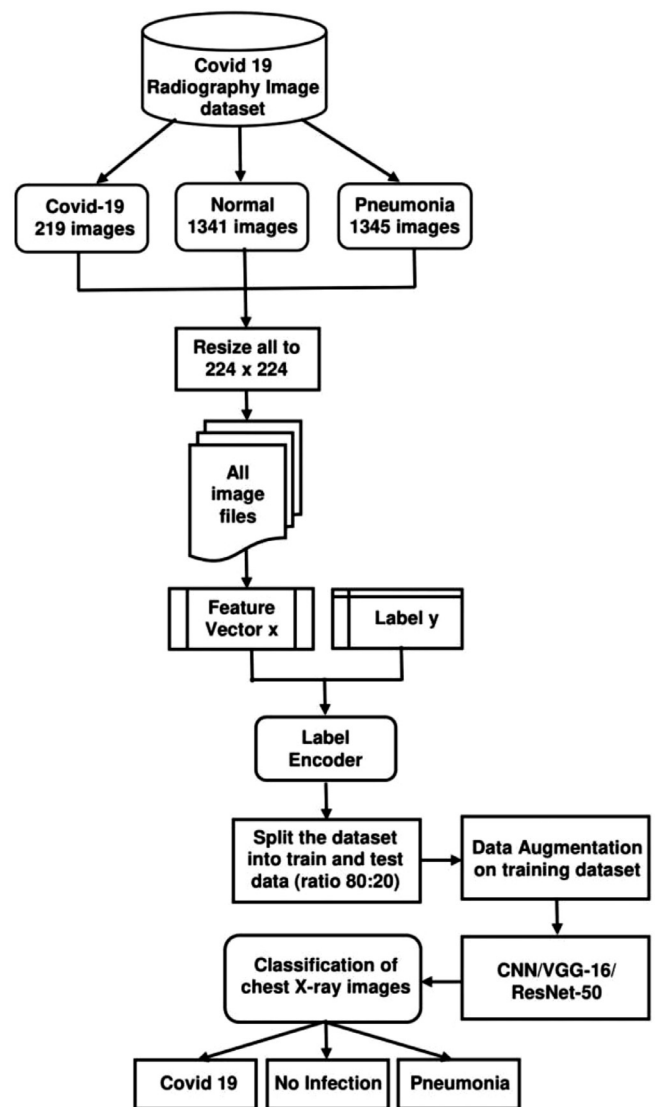 Covid 19
Radiography Image
dataset
Covid-19
219 images
Normal
1341 images
Pneumonia
1345 images
Resize all to
224 x 224
All
image
files
Feature
Vector x
Label y
Label
Encoder
Split the dataset
into train and test
data (ratio 80:20)
Data Augmentation
on training dataset
Classification of
chest X-ray images
CNN/VGG-16/
ResNet-50
Covid 19
No Infection
Pneumonia